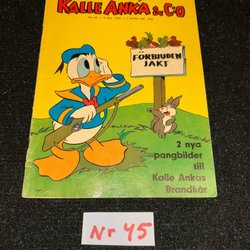 KALLE ANKA & C:O
FÖRBJUDEN
JAKT
2 nya
pangbilder
till
Kalle Ankas
Brandkår
Nr 45